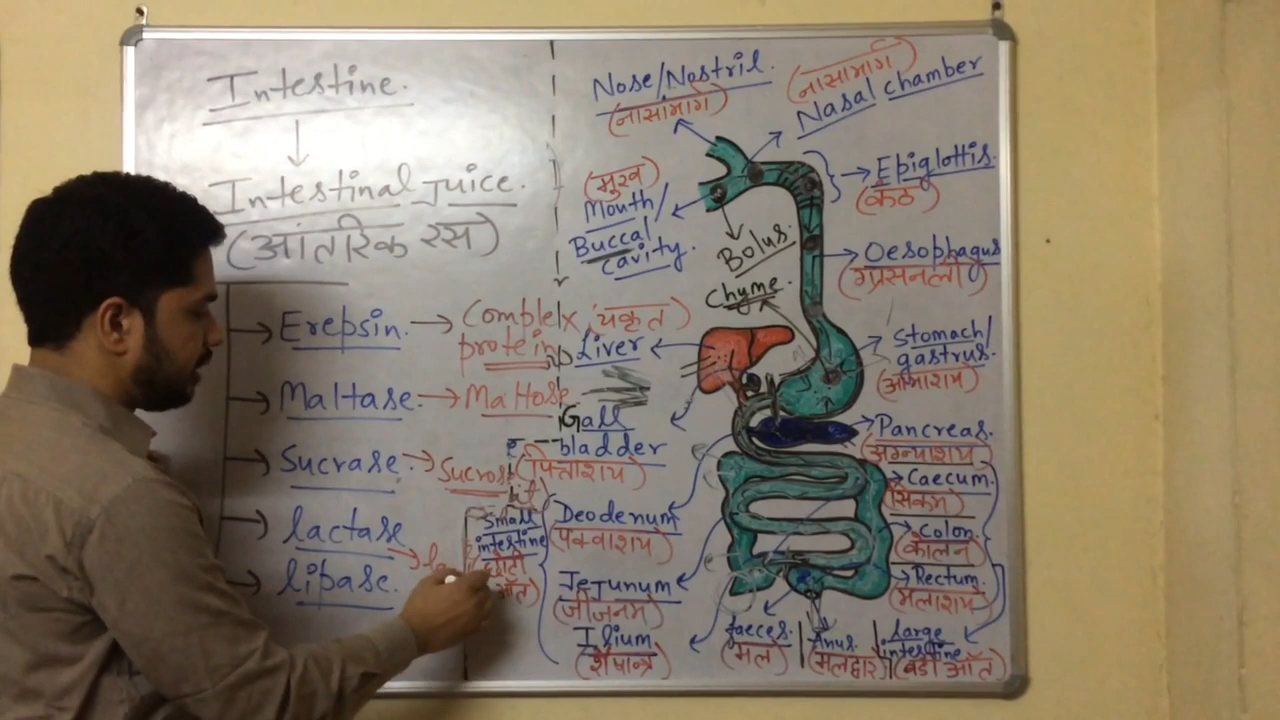 Intestine.
Intestinal Juice.
(आंतरिक रस)
Erepsin. → Complex
protein
Maltase. → Maltose
Sucrase. → Sucrose
lactase → la
lipase.
Nose/Nostril.
(नासामार्ग)
(नासामार्ग)
Nasal chamber
(मुख)
Mouth/
Buccal
cavity.
Epiglottis.
(कंठ)
Bolus.
Chyme.
Oesophagus
(ग्रसनली)
(यकृत)
Liver
Stomach/
gastrus.
(आमाशय)
Gall
bladder
(पित्ताशय)
Pancreas.
(अग्न्याशय)
Caecum.
(सिकम)
Colon.
(कोलन)
Rectum.
(मलाशय)
Small
intestine
(छोटी
आँत)
Deodenum
(पक्वाशय)
Jejunum
(जीजनम)
Ilium
(शेषान्त्र)
faeces.
(मल)
Anus.
(मलद्वार)
Large
intestine
(बडी आँत)